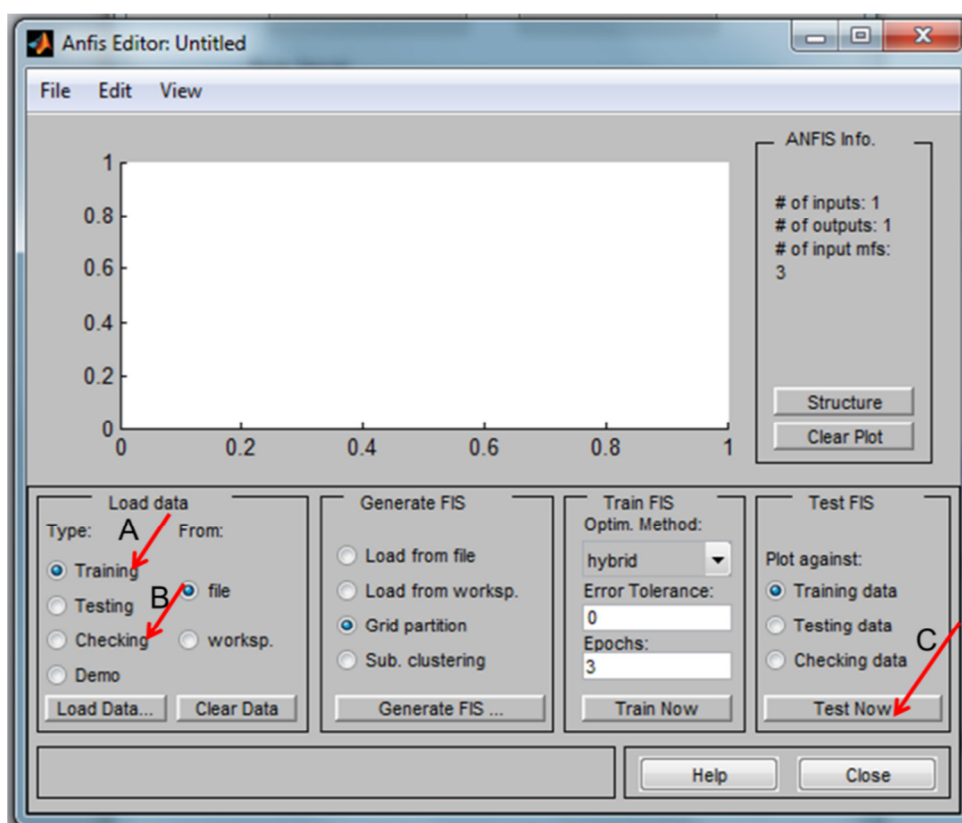 Anfis Editor: Untitled
File Edit View
ANFIS Info.
# of inputs: 1
# of outputs: 1
# of input mfs:
3
Structure
Clear Plot
1
0.8
0.6
0.4
0.2
0
0 0.2 0.4 0.6 0.8 1
Load data
Type: A From:
Training
Testing
B
file
Checking
worksp.
Demo
Load Data... Clear Data
Generate FIS
Load from file
Load from worksp.
Grid partition
Sub. clustering
Generate FIS ...
Train FIS
Optim. Method:
hybrid
Error Tolerance:
0
Epochs:
3
Train Now
Test FIS
Plot against:
Training data
Testing data
C
Checking data
Test Now
Help Close